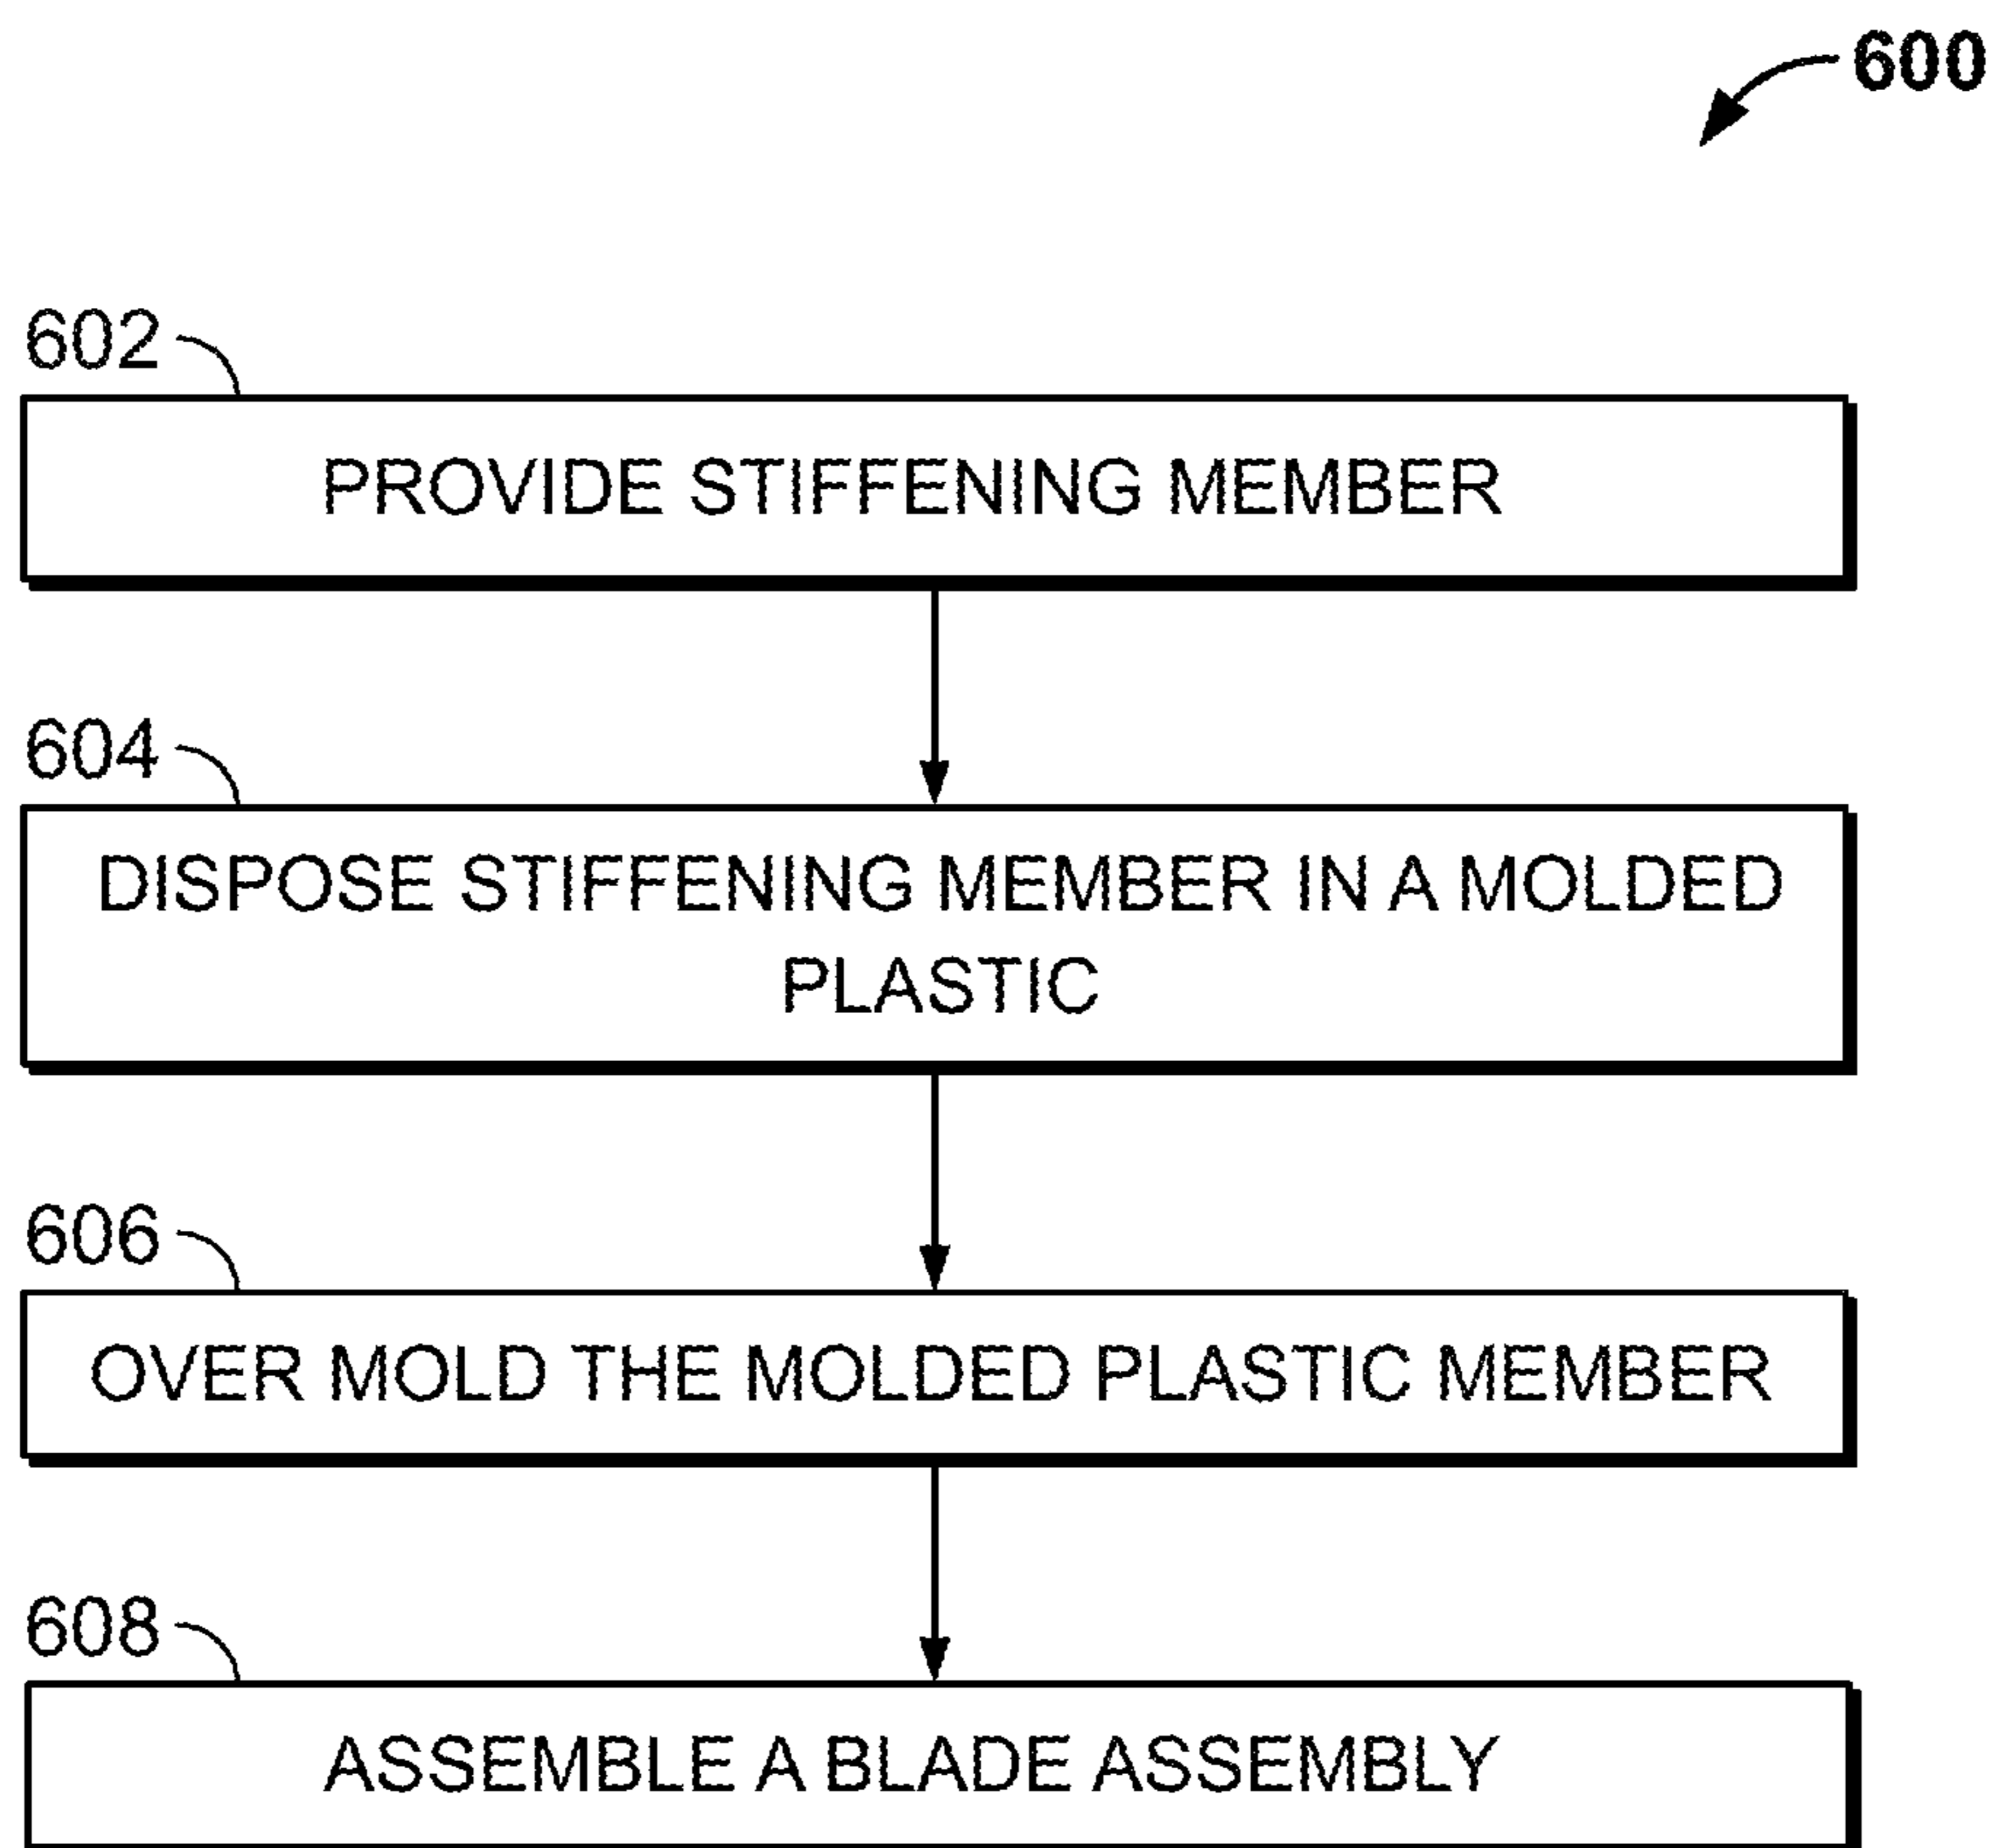 600
602
PROVIDE STIFFENING MEMBER
604
DISPOSE STIFFENING MEMBER IN A MOLDED
PLASTIC
606
OVER MOLD THE MOLDED PLASTIC MEMBER
608
ASSEMBLE A BLADE ASSEMBLY